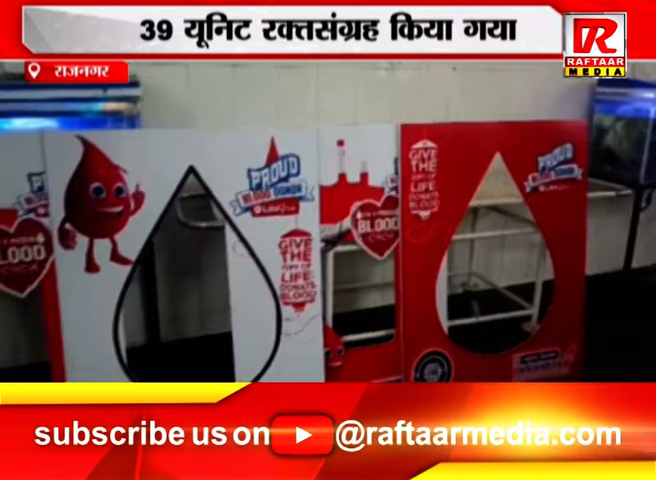 39 यूनिट रक्तसंग्रह किया गया
R
RAFTAAR
MEDIA
राजनगर
PROUD
BLOOD DONOR
GIVE
THE
GIFT OF
LIFE
DONATE
BLOOD
BLOOD
GIVE
THE
GIFT OF
LIFE
DONATE
BLOOD
PROUD
BLOOD DONOR
LOOD
subscribe us on
@raftaarmedia.com